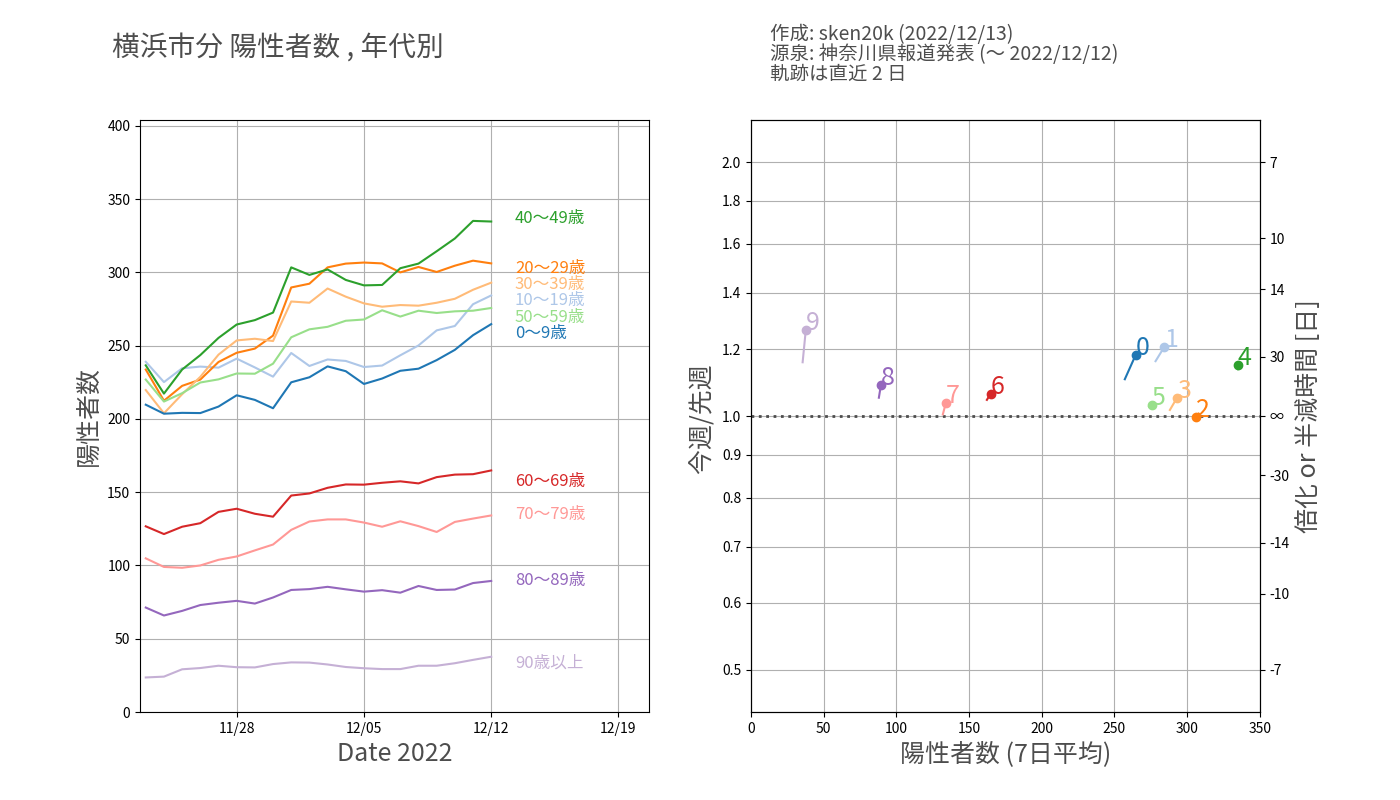 横浜市分 陽性者数 , 年代別
作成: sken20k (2022/12/13)
源泉: 神奈川県報道発表 (〜 2022/12/12)
軌跡は直近 2 日
陽性者数
400
350
300
250
200
150
100
50
0
40〜49歳
20〜29歳
30〜39歳
10〜19歳
50〜59歳
0〜9歳
60〜69歳
70〜79歳
80〜89歳
90歳以上
11/28
12/05
12/12
12/19
Date 2022
今週/先週
2.0
1.8
1.6
1.4
1.2
1.0
0.9
0.8
0.7
0.6
0.5
9
8
7
6
0
1
5
3
2
4
7
10
14
30
∞
-30
-14
-10
-7
倍化 or 半減時間 [日]
0
50
100
150
200
250
300
350
陽性者数 (7日平均)